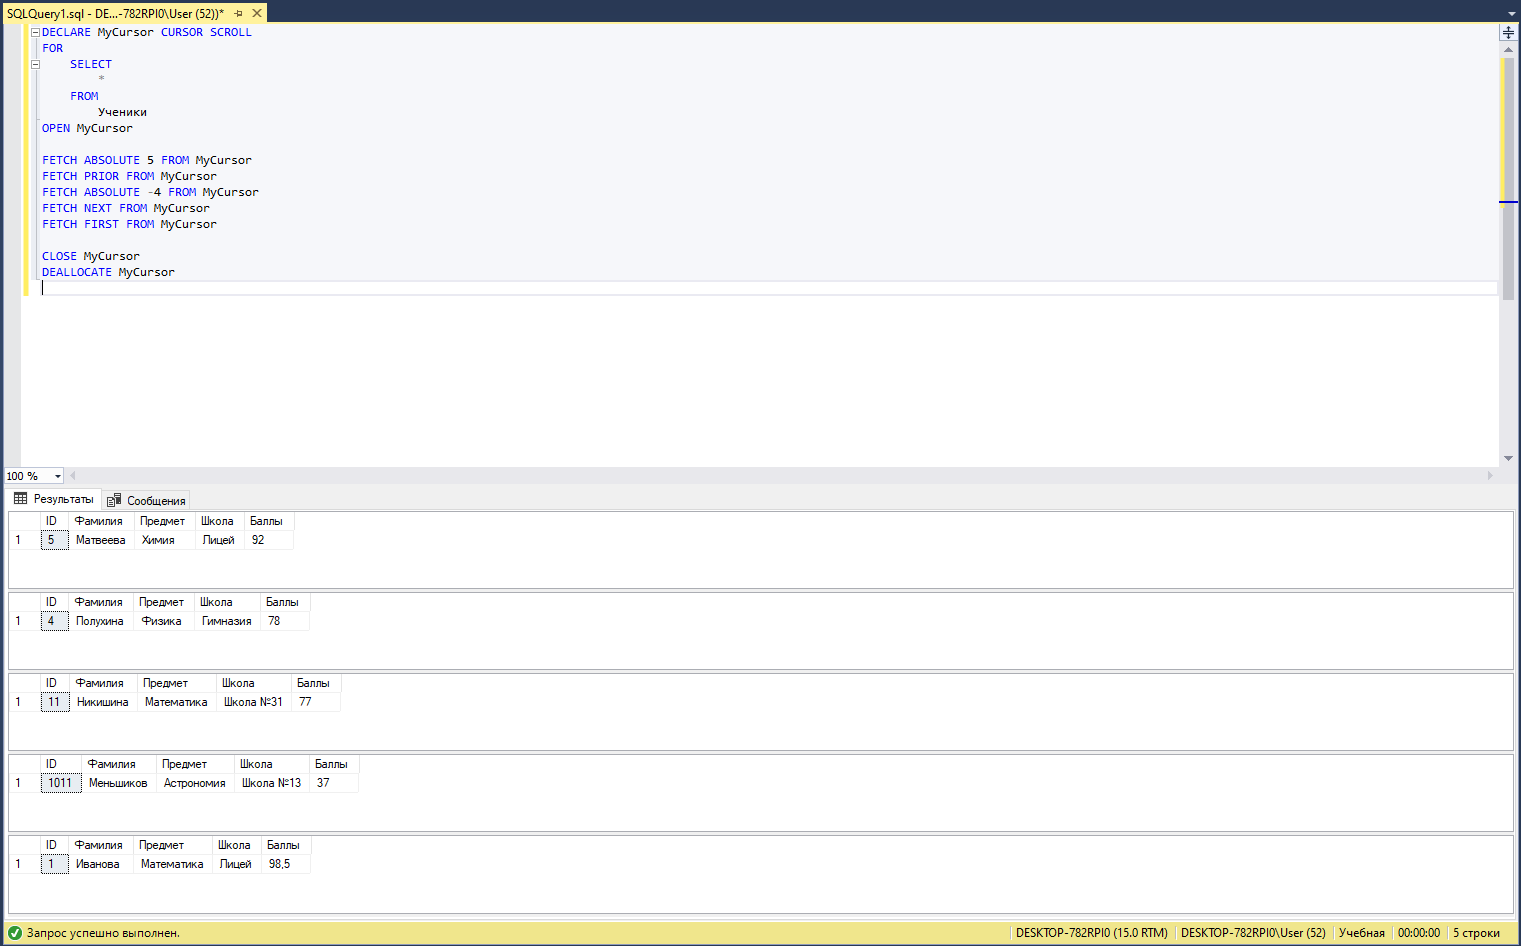 SQLQuery1.sql - DE...-782RPI0\User (52))*
DECLARE MyCursor CURSOR SCROLL
FOR
SELECT
*
FROM
Ученики
OPEN MyCursor
FETCH ABSOLUTE 5 FROM MyCursor
FETCH PRIOR FROM MyCursor
FETCH ABSOLUTE -4 FROM MyCursor
FETCH NEXT FROM MyCursor
FETCH FIRST FROM MyCursor
CLOSE MyCursor
DEALLOCATE MyCursor
100 %
Результаты Сообщения
ID Фамилия Предмет Школа Баллы
1 5 Матвеева Химия Лицей 92
ID Фамилия Предмет Школа Баллы
1 4 Полухина Физика Гимназия 78
ID Фамилия Предмет Школа Баллы
1 11 Никишина Математика Школа №31 77
ID Фамилия Предмет Школа Баллы
1 1011 Меньшиков Астрономия Школа №13 37
ID Фамилия Предмет Школа Баллы
1 1 Иванова Математика Лицей 98,5
Запрос успешно выполнен. DESKTOP-782RPI0 (15.0 RTM) DESKTOP-782RPI0\User (52) Учебная 00:00:00 5 строки